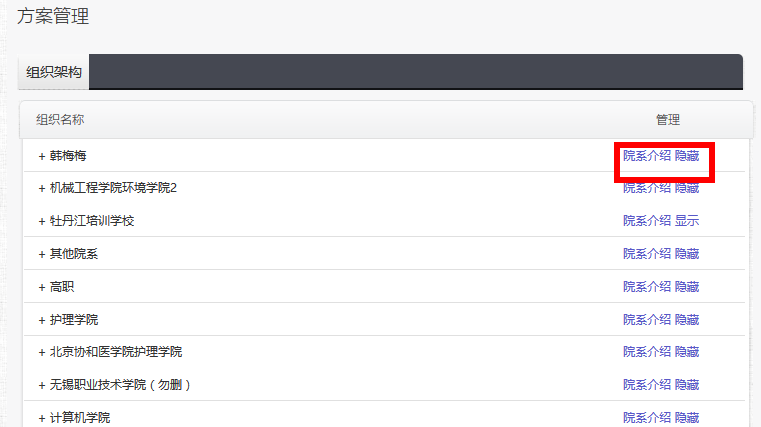 方案管理
组织架构
组织名称 管理
+ 韩梅梅 院系介绍 隐藏
+ 机械工程学院环境学院2 院系介绍 隐藏
+ 牡丹江培训学校 院系介绍 显示
+ 其他院系 院系介绍 隐藏
+ 高职 院系介绍 隐藏
+ 护理学院 院系介绍 隐藏
+ 北京协和医学院护理学院 院系介绍 隐藏
+ 无锡职业技术学院（勿删） 院系介绍 隐藏
+ 计算机学院 院系介绍 隐藏